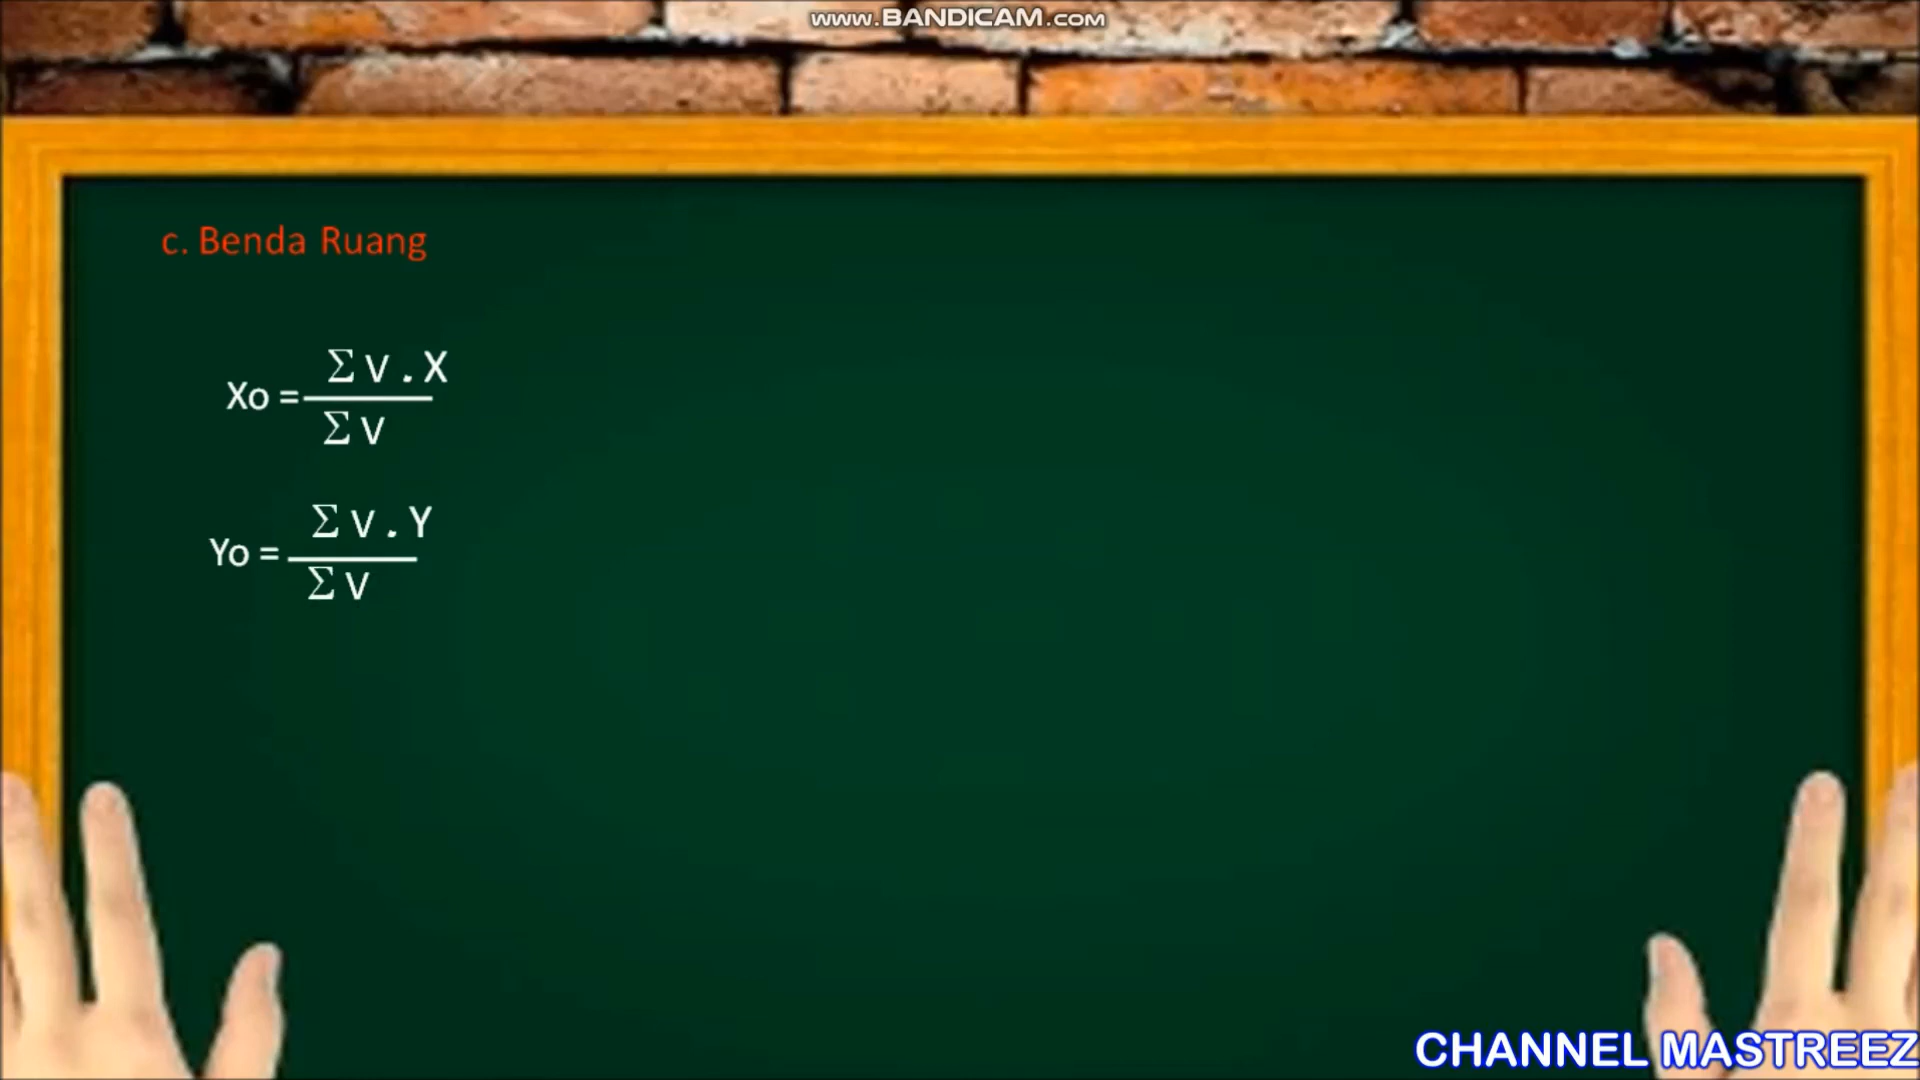 www.BANDICAM.com
c. Benda Ruang
Xo = Σ V . X
Σ V
Yo = Σ V . Y
Σ V
CHANNEL MASTREEZ